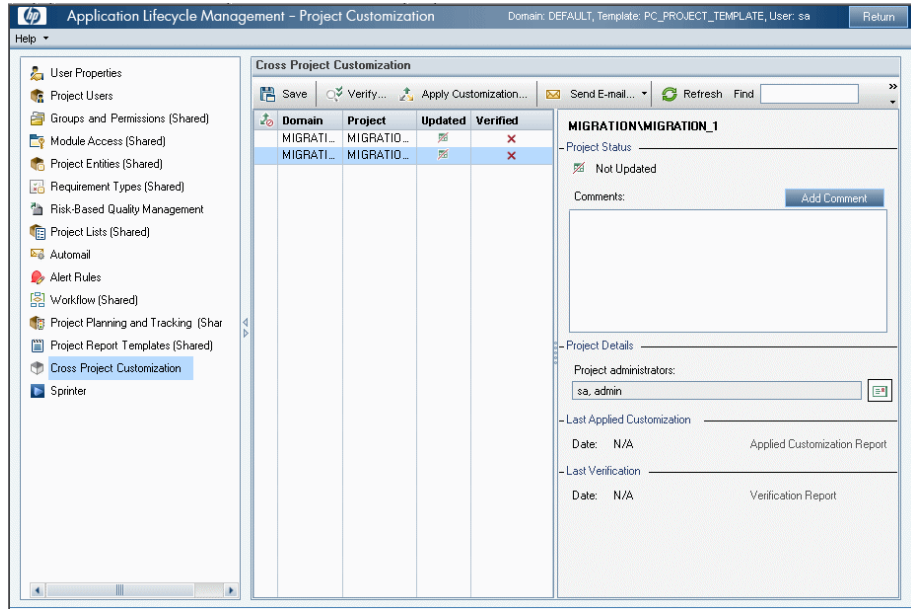 hp Application Lifecycle Management – Project Customization Domain: DEFAULT, Template: PC_PROJECT_TEMPLATE, User: sa Return
Help
User Properties
Project Users
Groups and Permissions (Shared)
Module Access (Shared)
Project Entities (Shared)
Requirement Types (Shared)
Risk-Based Quality Management
Project Lists (Shared)
Automail
Alert Rules
Workflow (Shared)
Project Planning and Tracking (Shar
Project Report Templates (Shared)
Cross Project Customization
Sprinter
Cross Project Customization
Save Verify... Apply Customization... Send E-mail... Refresh Find »
Domain Project Updated Verified
MIGRATI... MIGRATIO...
MIGRATI... MIGRATIO...
MIGRATION\MIGRATION_1
Project Status
Not Updated
Comments: Add Comment
Project Details
Project administrators:
sa, admin
Last Applied Customization
Date: N/A Applied Customization Report
Last Verification
Date: N/A Verification Report